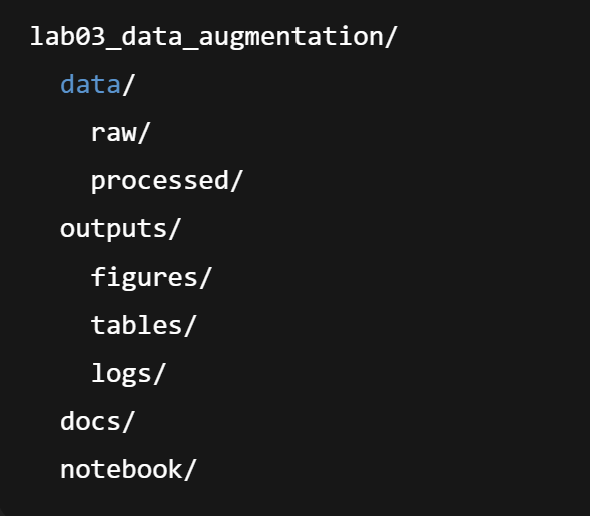 lab03_data_augmentation/
data/
raw/
processed/
outputs/
figures/
tables/
logs/
docs/
notebook/